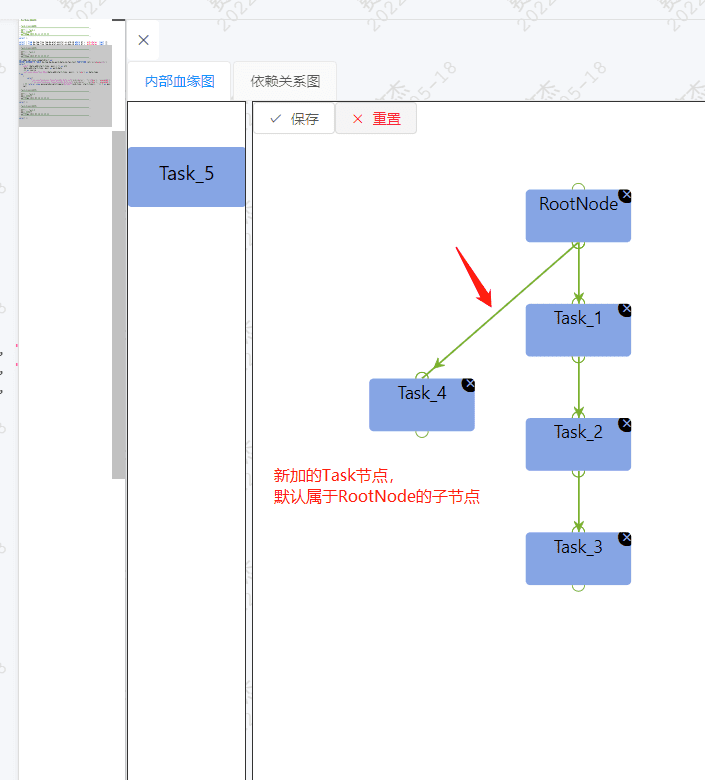 内部血缘图
依赖关系图
保存
重置
Task_5
RootNode
Task_1
Task_4
Task_2
新加的Task节点，
默认属于RootNode的子节点
Task_3